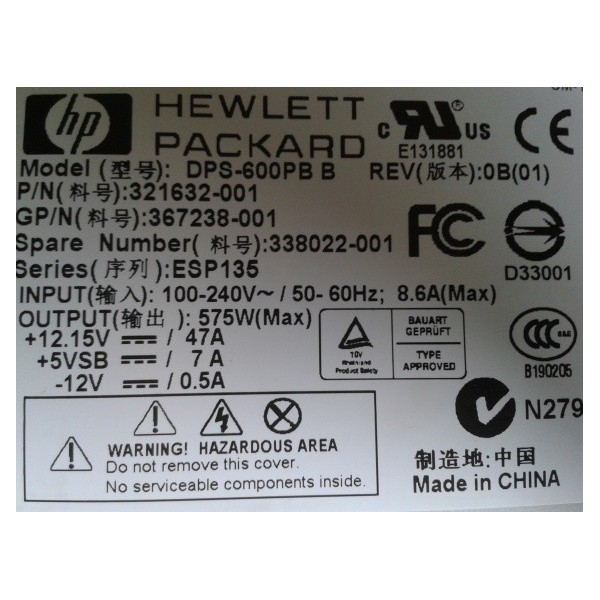 hp
HEWLETT
PACKARD
c RU US
E131881
CE
Model (型号): DPS-600PB B REV(版本):0B(01)
P/N(料号):321632-001
GP/N(料号):367238-001
Spare Number(料号):338022-001
FC
D33001
Series(序列):ESP135
INPUT(输入): 100-240V~ / 50- 60Hz; 8.6A(Max)
OUTPUT(输出): 575W(Max)
+12.15V / 47A
+5VSB / 7 A
-12V / 0.5A
TÜV
Rheinland
Product Safety
BAUART
GEPRÜFT
TYPE
APPROVED
CCC
S&E
B190205
N279
WARNING! HAZARDOUS AREA
Do not remove this cover.
No serviceable components inside.
制造地:中国
Made in CHINA